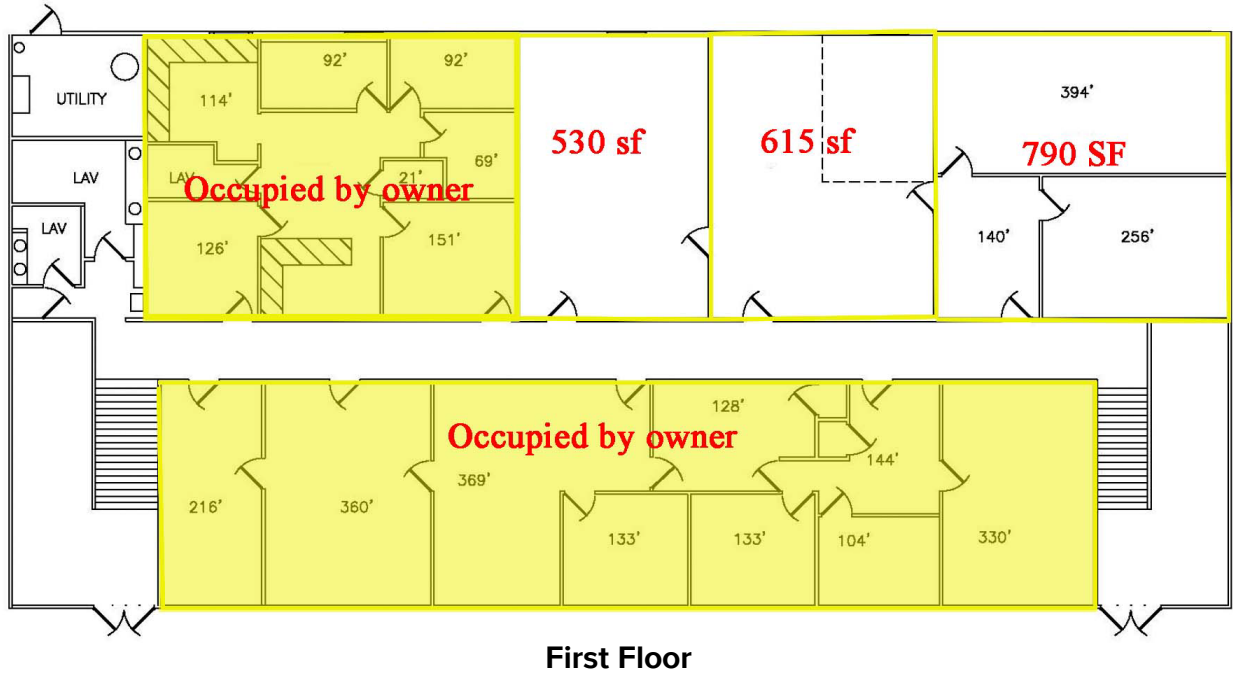 92'
92'
UTILITY
114'
394'
530 sf
615 sf
790 SF
69'
LAV
LAV
21'
Occupied by owner
LAV
126'
151'
140'
256'
128'
Occupied by owner
144'
369'
216'
360'
133'
133'
104'
330'
First Floor